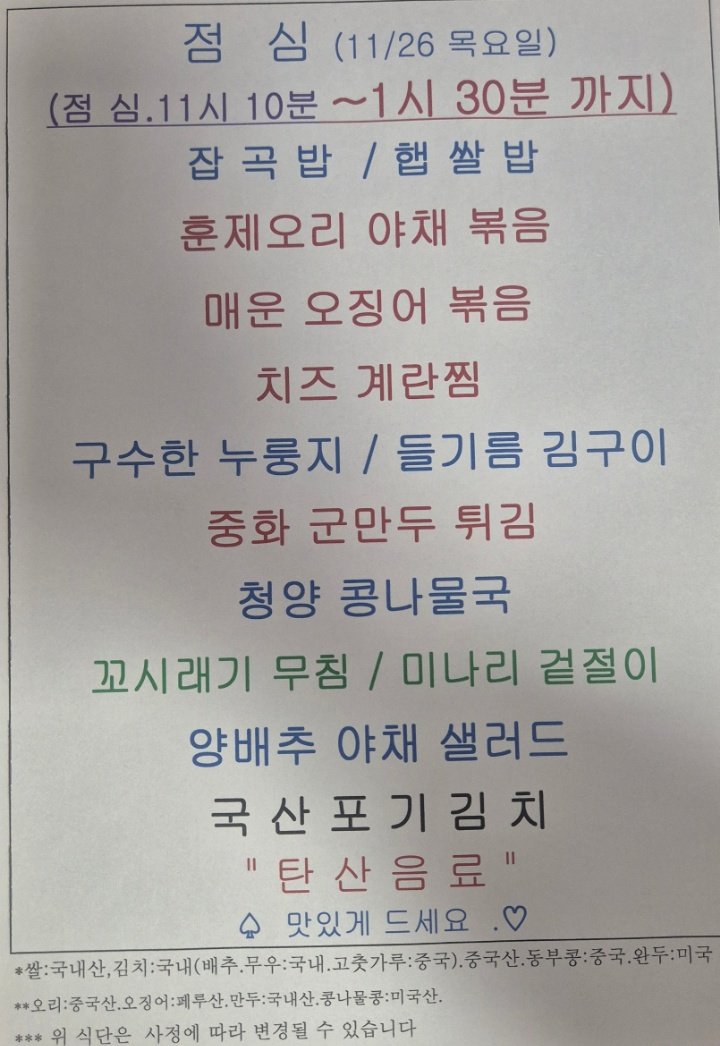 점 심 (11/26 목요일)
(점 심.11시 10분 ~1시 30분 까지)
잡 곡 밥 / 햅 쌀 밥
훈제오리 야채 볶음
매운 오징어 볶음
치즈 계란찜
구수한 누룽지 / 들기름 김구이
중화 군만두 튀김
청양 콩나물국
꼬시래기 무침 / 미나리 겉절이
양배추 야채 샐러드
국 산 포 기 김 치
" 탄 산 음 료 "
♤ 맛있게 드세요 .♡
*쌀:국내산,김치:국내(배추.무우:국내.고춧가루:중국).중국산.동부콩:중국.완두:미국
**오리:중국산.오징어:페루산.만두:국내산.콩나물콩:미국산.
*** 위 식단은 사정에 따라 변경될 수 있습니다